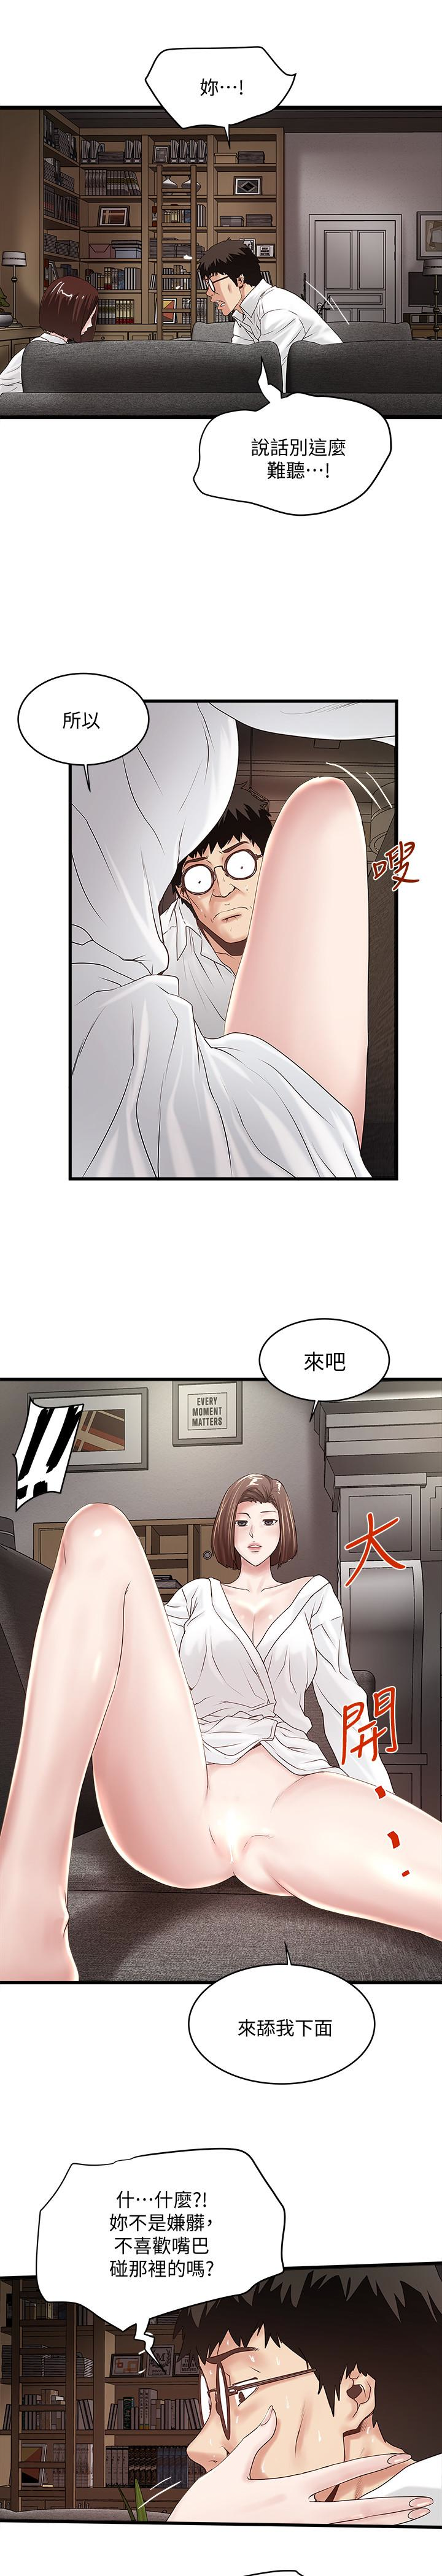 妳⋯!
說話別這麼
難聽⋯!
所以
嗖
來吧
!!!
EVERY
MOMENT
MATTERS
大
開
⋯
來舔我下面
什⋯什麼?!
妳不是嫌髒，
不喜歡嘴巴
碰那裡的嗎?